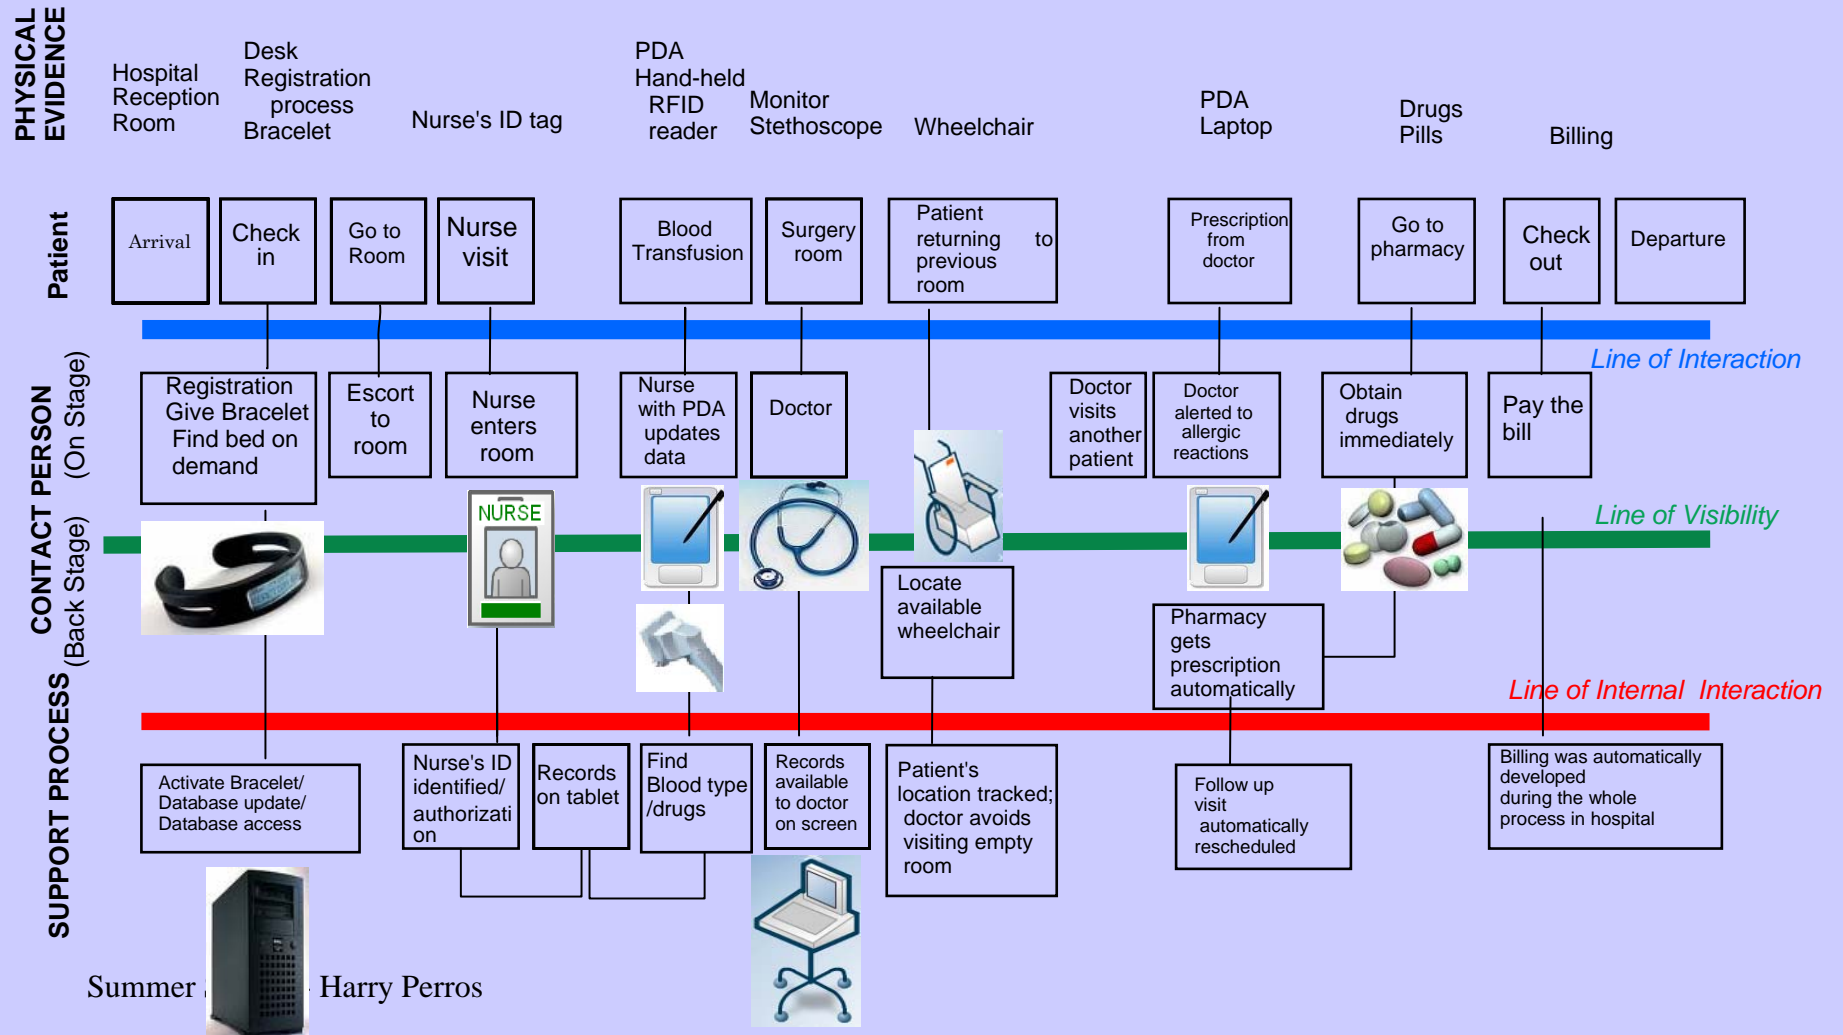 PHYSICAL
EVIDENCE
Hospital
Reception
Room
Desk
Registration
process
Bracelet
Nurse's ID tag
PDA
Hand-held
RFID
reader
Monitor
Stethoscope
Wheelchair
PDA
Laptop
Drugs
Pills
Billing
Patient
Arrival
Check
in
Go to
Room
Nurse
visit
Blood
Transfusion
Surgery
room
Patient
returning to
previous
room
Prescription
from
doctor
Go to
pharmacy
Check
out
Departure
Line of Interaction
CONTACT PERSON
(On Stage)
(Back Stage)
Registration
Give Bracelet
Find bed on
demand
Escort
to
room
Nurse
enters
room
Nurse
with PDA
updates
data
Doctor
Doctor
visits
another
patient
Doctor
alerted to
allergic
reactions
Obtain
drugs
immediately
Pay the
bill
NURSE
Line of Visibility
Locate
available
wheelchair
Pharmacy
gets
prescription
automatically
Line of Internal Interaction
SUPPORT PROCESS
Activate Bracelet/
Database update/
Database access
Nurse's ID
identified/
authorizati
on
Records
on tablet
Find
Blood type
/drugs
Records
available
to doctor
on screen
Patient's
location tracked;
doctor avoids
visiting empty
room
Follow up
visit
automatically
rescheduled
Billing was automatically
developed
during the whole
process in hospital
Summer
Harry Perros